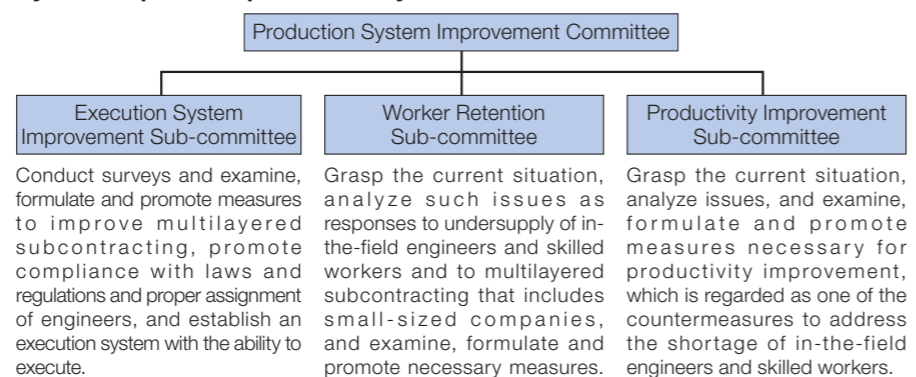 Production System Improvement Committee
Execution System
Improvement Sub-committee
Conduct surveys and examine,
formulate and promote measures
to improve multilayered
subcontracting, promote
compliance with laws and
regulations and proper assignment
of engineers, and establish an
execution system with the ability to
execute.
Worker Retention
Sub-committee
Grasp the current situation,
analyze such issues as
responses to undersupply of in-
the-field engineers and skilled
workers and to multilayered
subcontracting that includes
small-sized companies,
and examine, formulate and
promote necessary measures.
Productivity Improvement
Sub-committee
Grasp the current situation,
analyze issues, and examine,
formulate and promote
measures necessary for
productivity improvement,
which is regarded as one of the
countermeasures to address
the shortage of in-the-field
engineers and skilled workers.